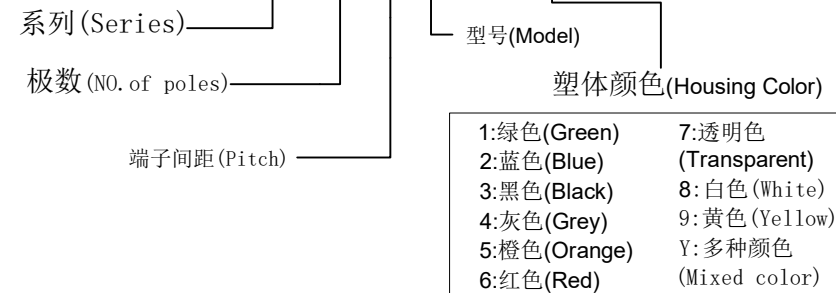 系列(Series)
型号(Model)
极数(NO.of poles)
塑体颜色(Housing Color)
端子间距(Pitch)
1:绿色(Green)
2:蓝色(Blue)
3:黑色(Black)
4:灰色(Grey)
5:橙色(Orange)
6:红色(Red)
7:透明色
(Transparent)
8:白色(White)
9:黄色(Yellow)
Y:多种颜色
(Mixed color)